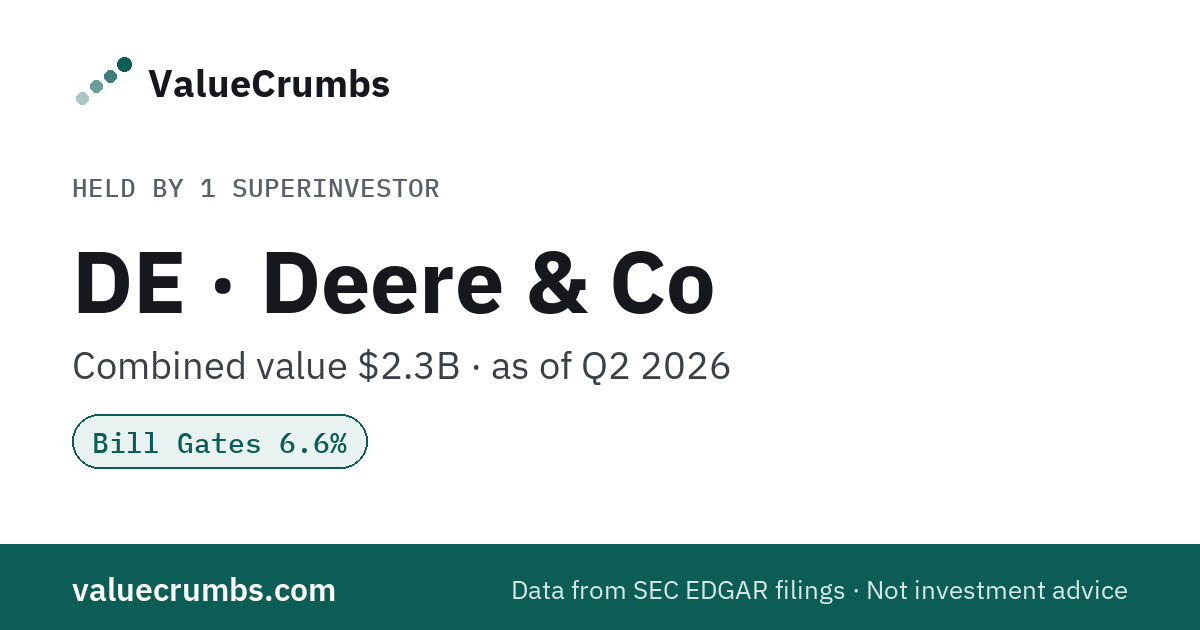 ValueCrumbs
HELD BY 1 SUPERINVESTOR
DE · Deere & Co
Combined value $2.3B · as of Q2 2026
Bill Gates 6.6%
valuecrumbs.com
Data from SEC EDGAR filings · Not investment advice